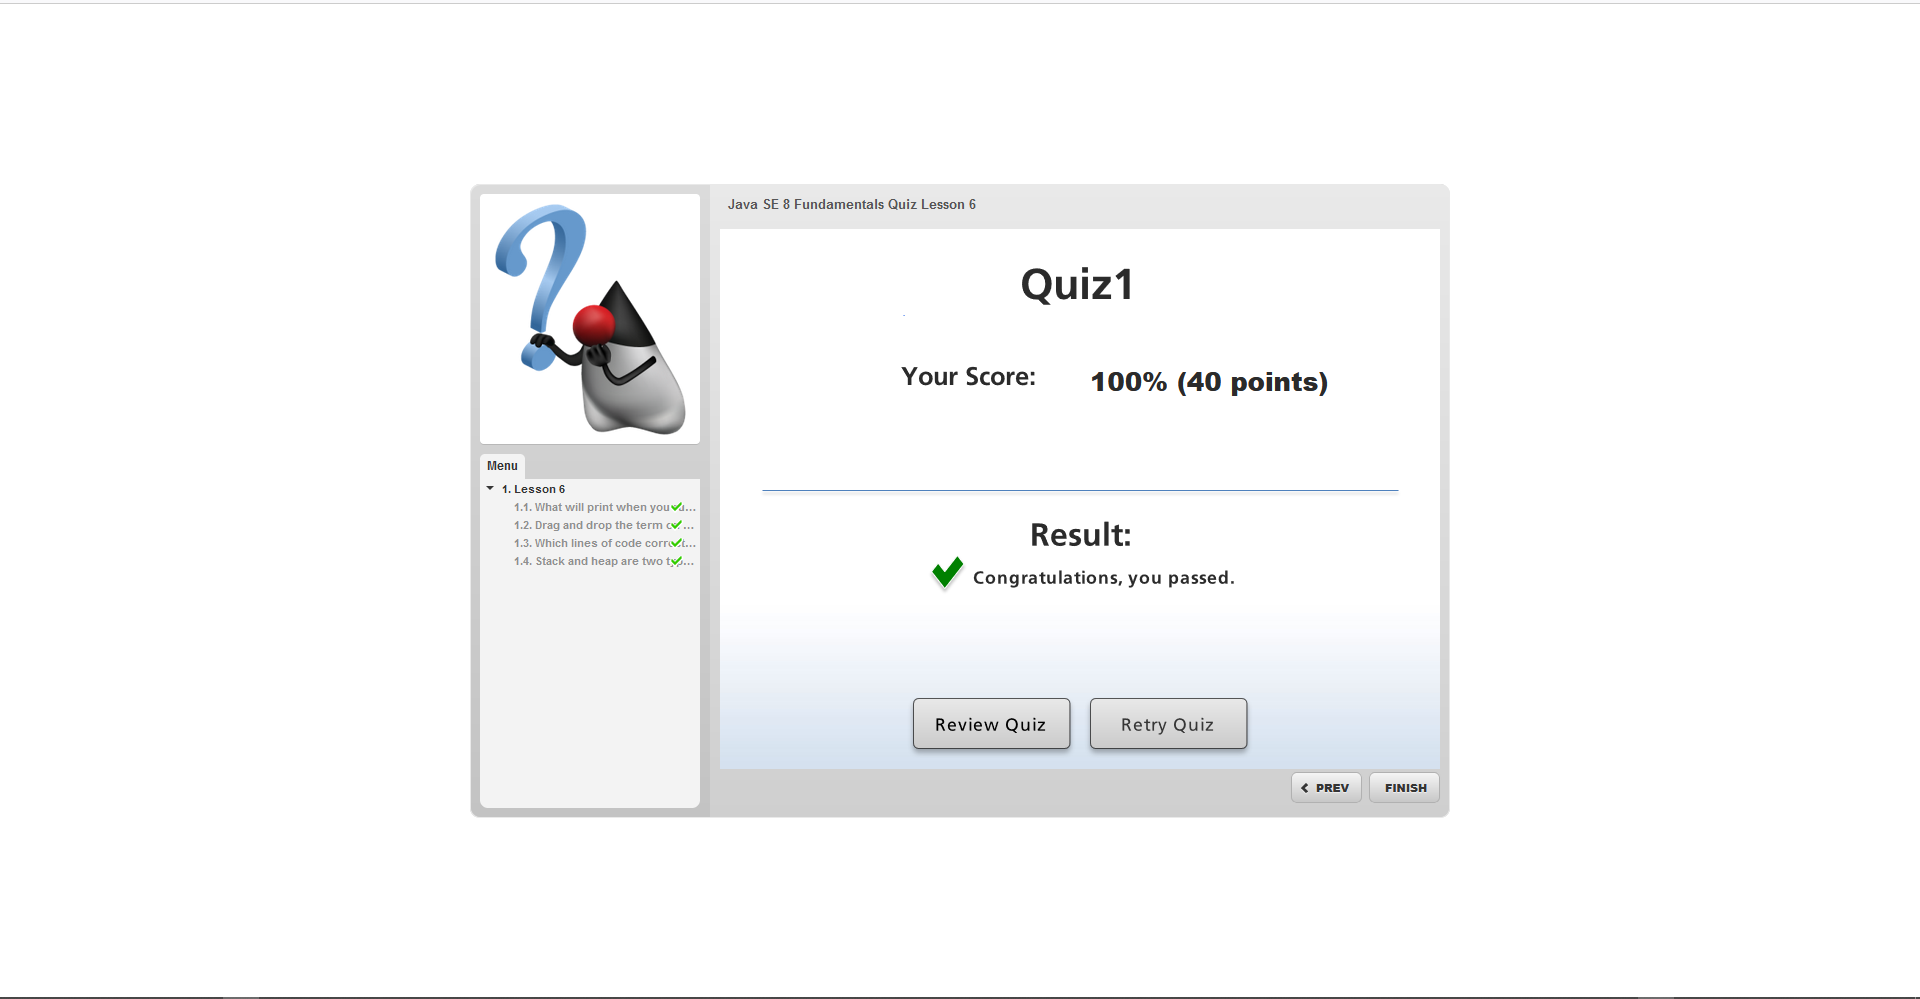 Java SE 8 Fundamentals Quiz Lesson 6
Quiz1
Your Score: 100% (40 points)
Result:
Congratulations, you passed.
Review Quiz Retry Quiz
PREV FINISH
Menu
1. Lesson 6
1.1. What will print when you ...
1.2. Drag and drop the term ...
1.3. Which lines of code ...
1.4. Stack and heap are two ...